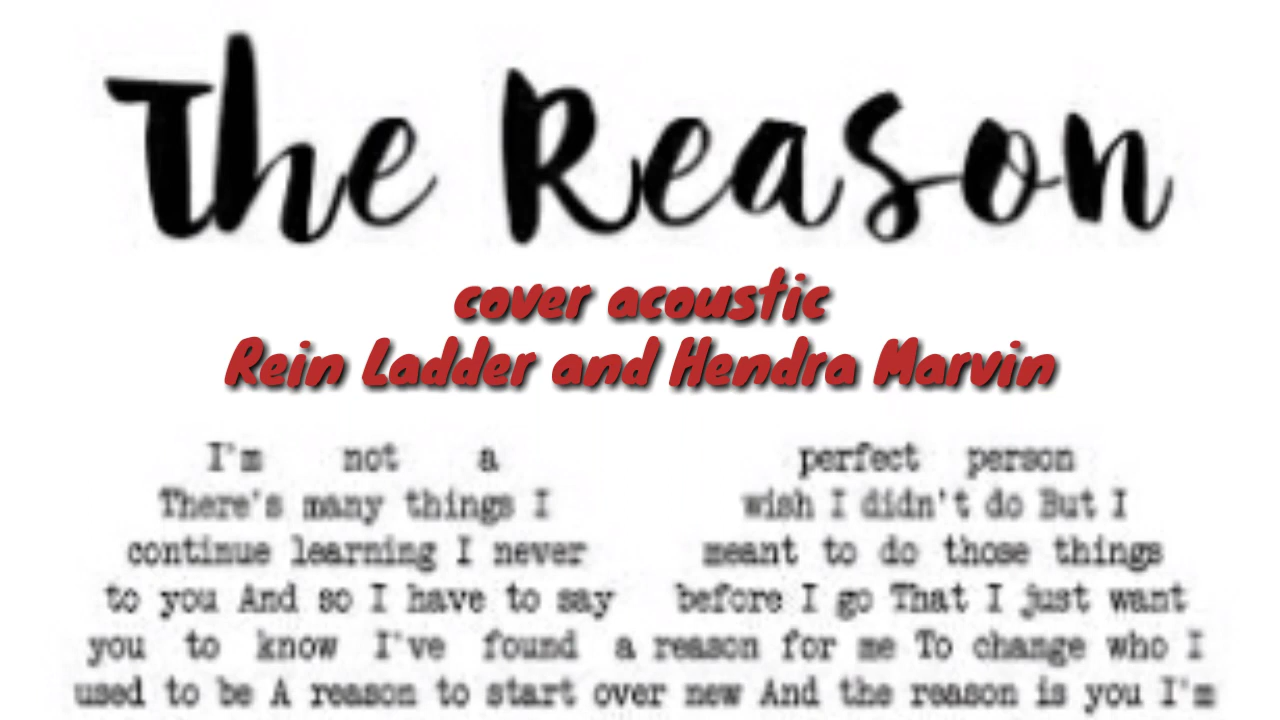 The Reason
cover acoustic
Rein Ladder and Hendra Marvin
I'm not a perfect person
There's many things I wish I didn't do But I
continue learning I never meant to do those things
to you And so I have to say before I go That I just want
you to know I've found a reason for me To change who I
used to be A reason to start over new And the reason is you I'm